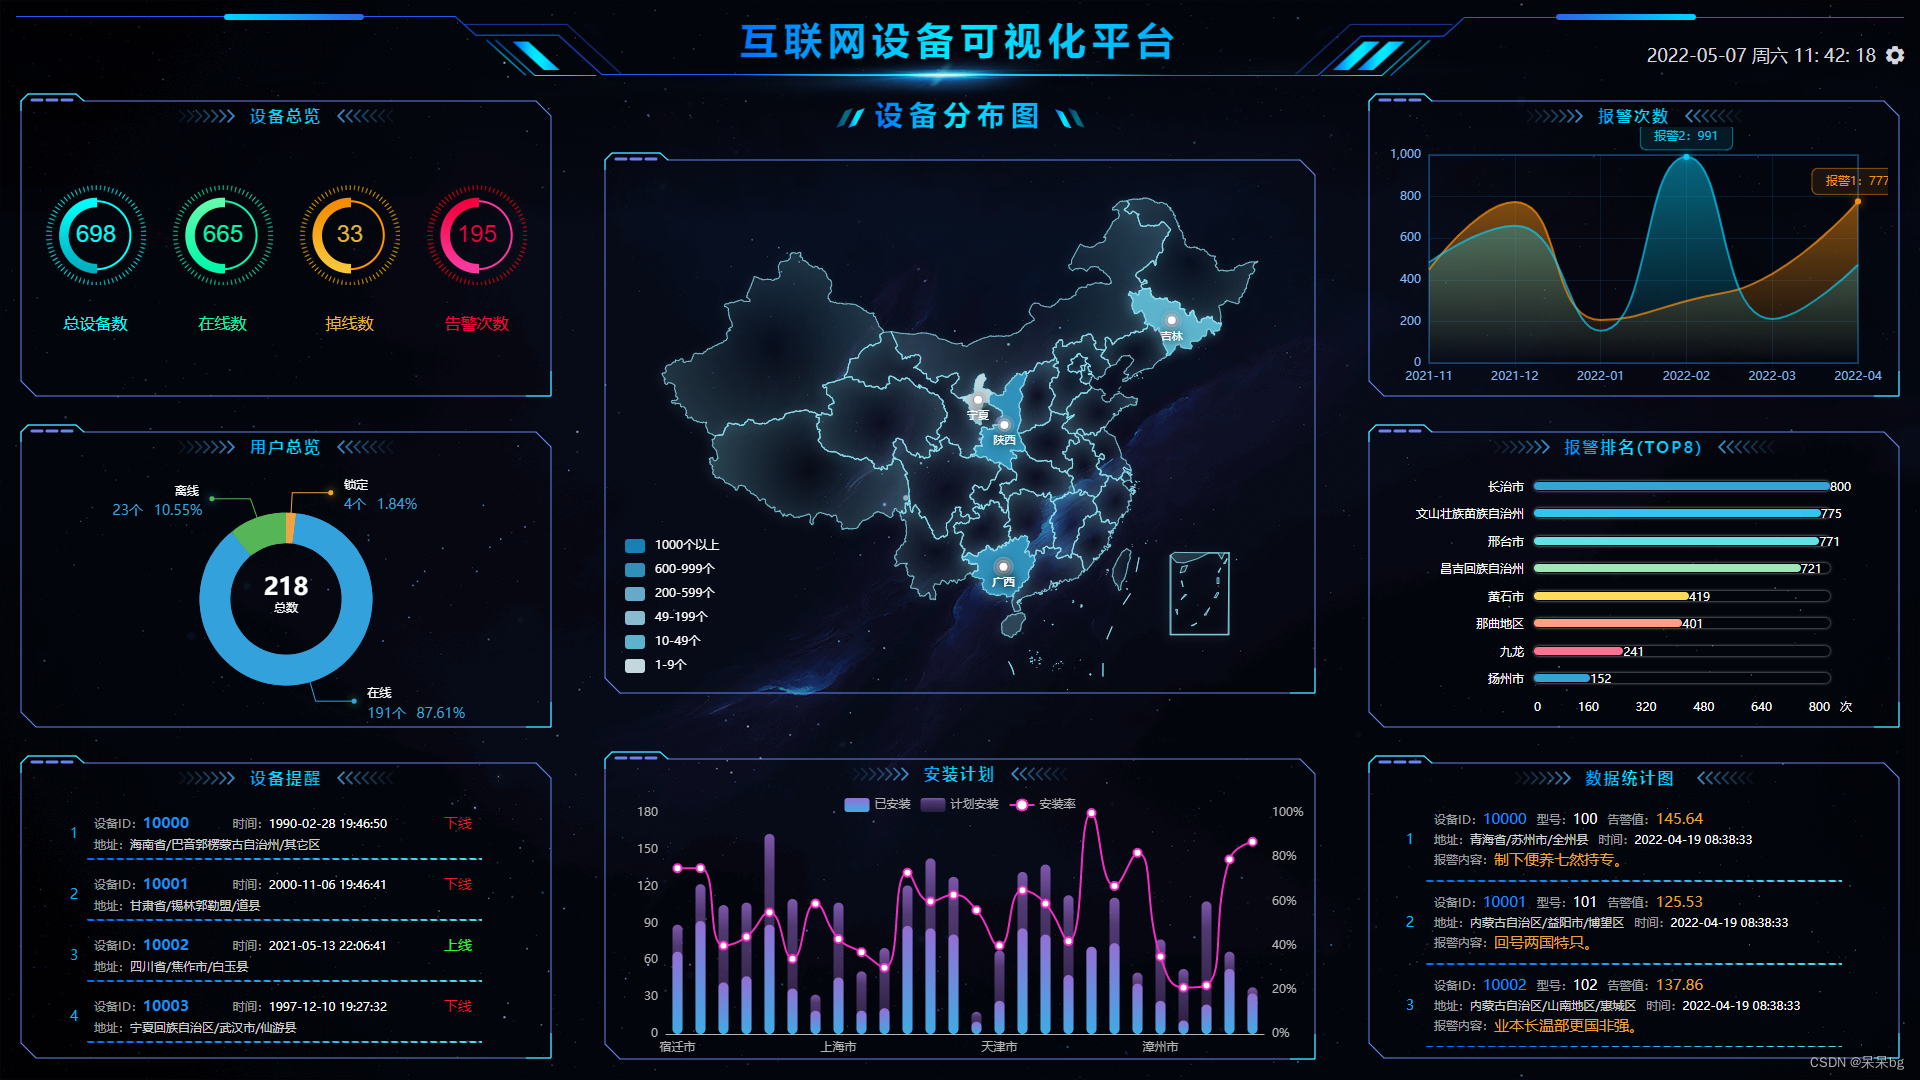 互联网设备可视化平台
2022-05-07 周六 11: 42: 18
设备总览
698
665
33
195
总设备数
在线数
掉线数
告警次数
用户总览
离线
23个 10.55%
锁定
4个 1.84%
218
总数
在线
191个 87.61%
设备提醒
1
设备ID: 10000 时间: 1990-02-28 19:46:50 下线
地址: 海南省/巴音郭楞蒙古自治州/其它区
2
设备ID: 10001 时间: 2000-11-06 19:46:41 下线
地址: 甘肃省/锡林郭勒盟/道县
3
设备ID: 10002 时间: 2021-05-13 22:06:41 上线
地址: 四川省/焦作市/白玉县
4
设备ID: 10003 时间: 1997-12-10 19:27:32 下线
地址: 宁夏回族自治区/武汉市/仙游县
设备分布图
吉林
宁夏
陕西
广西
1000个以上
600-999个
200-599个
49-199个
10-49个
1-9个
安装计划
已安装 计划安装 安装率
180
150
120
90
60
30
0
100%
80%
60%
40%
20%
0%
宿迁市 上海市 天津市 漳州市
报警次数
报警2: 991
报警1: 777
1,000
800
600
400
200
0
2021-11 2021-12 2022-01 2022-02 2022-03 2022-04
报警排名(TOP8)
长治市 800
文山壮族苗族自治州 775
邢台市 771
昌吉回族自治州 721
黄石市 419
那曲地区 401
九龙 241
扬州市 152
0 160 320 480 640 800 次
数据统计图
1
设备ID: 10000 型号: 100 告警值: 145.64
地址: 青海省/苏州市/全州县 时间: 2022-04-19 08:38:33
报警内容: 制下便养七然持专。
2
设备ID: 10001 型号: 101 告警值: 125.53
地址: 内蒙古自治区/益阳市/博望区 时间: 2022-04-19 08:38:33
报警内容: 回号两国特只。
3
设备ID: 10002 型号: 102 告警值: 137.86
地址: 内蒙古自治区/山南地区/惠城区 时间: 2022-04-19 08:38:33
报警内容: 业本长温部更国非强。
CSDN @呆呆bg